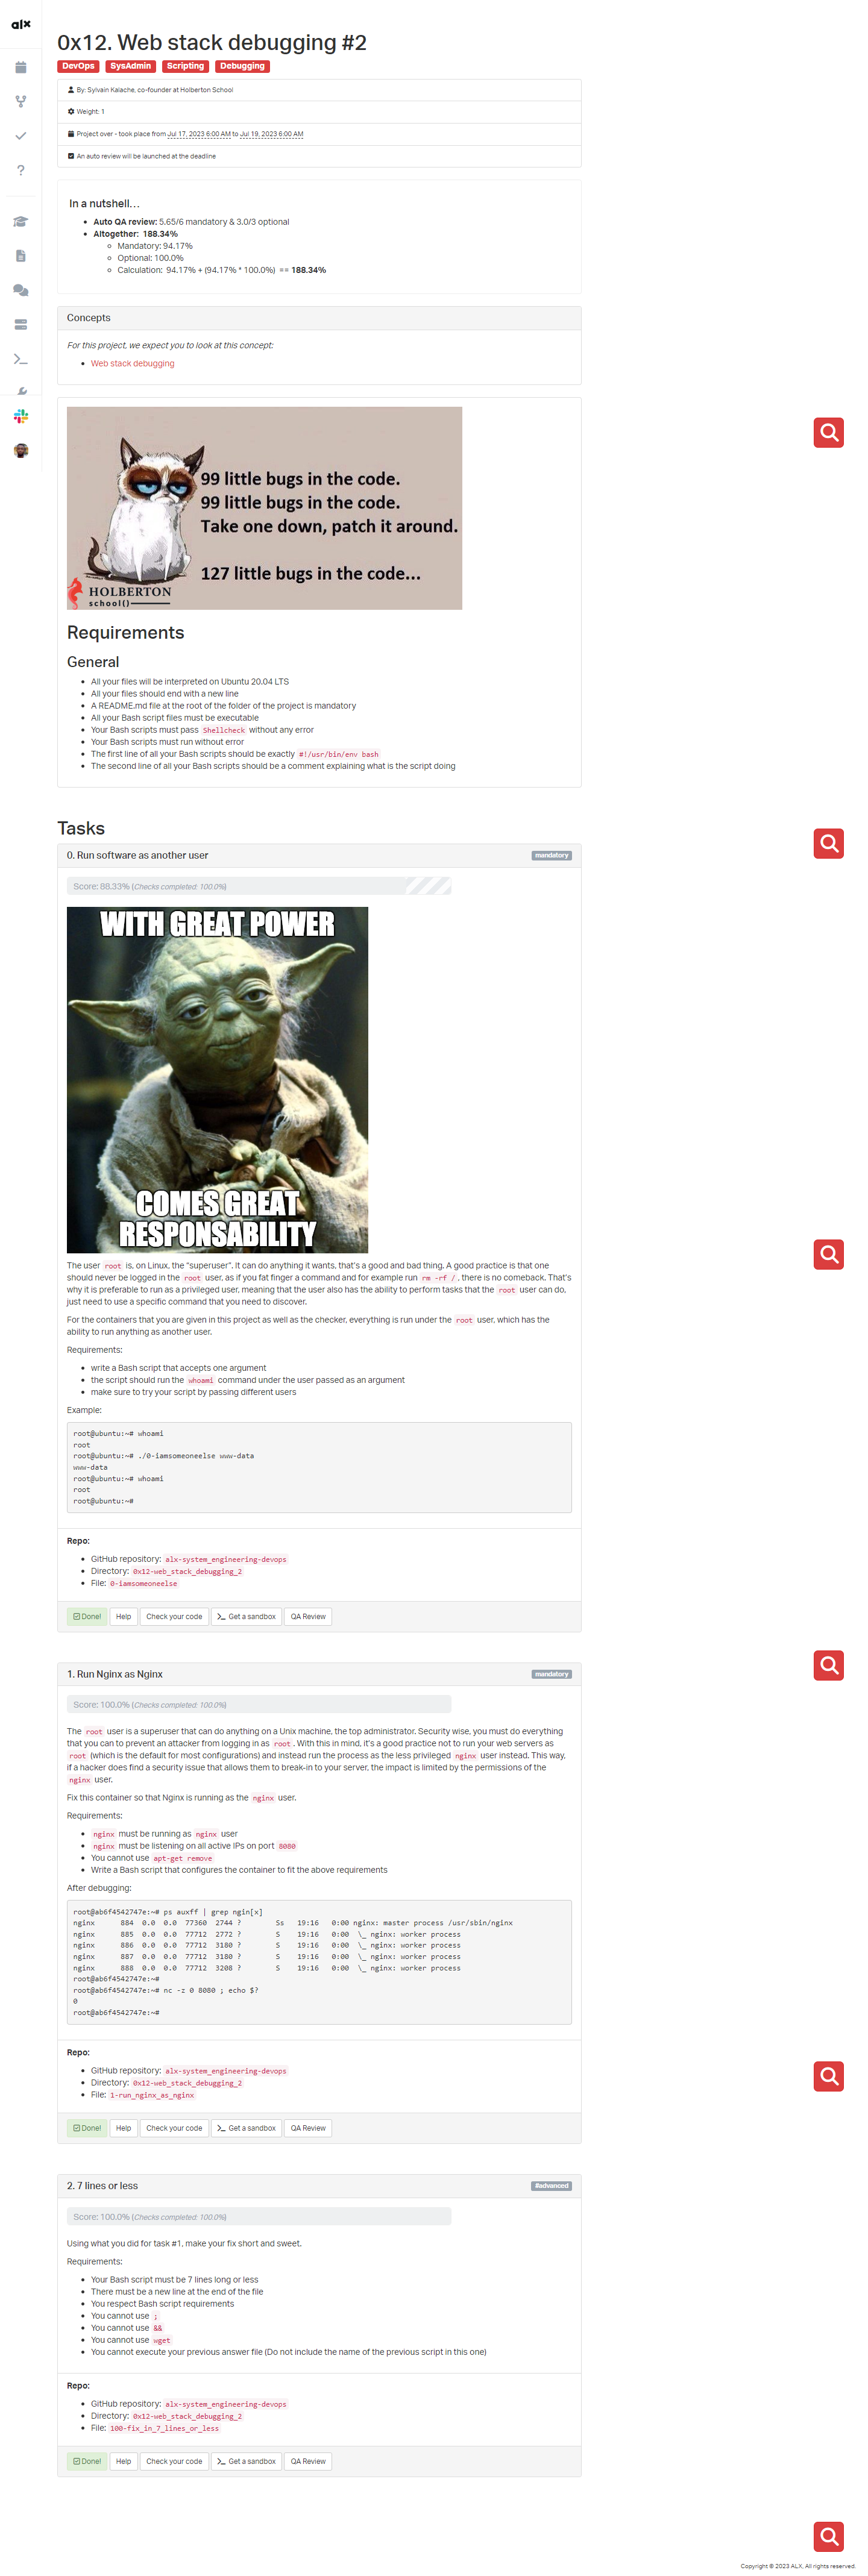 alx
0x12. Web stack debugging #2
DevOps SysAdmin Scripting Debugging
By: Sylvain Kalache, co-founder at Holberton School
Weight: 1
Project over - took place from Jul 17, 2023 6:00 AM to Jul 19, 2023 6:00 AM
An auto review will be launched at the deadline
In a nutshell…
Auto QA review: 5.65/6 mandatory & 3.0/3 optional
Altogether: 188.34%
Mandatory: 94.17%
Optional: 100.0%
Calculation: 94.17% + (94.17% * 100.0%) == 188.34%
Concepts
For this project, we expect you to look at this concept:
Web stack debugging
99 little bugs in the code.
99 little bugs in the code.
Take one down, patch it around.
127 little bugs in the code...
HOLBERTON
school()
Requirements
General
All your files will be interpreted on Ubuntu 20.04 LTS
All your files should end with a new line
A README.md file at the root of the folder of the project is mandatory
All your Bash script files must be executable
Your Bash scripts must pass Shellcheck without any error
Your Bash scripts must run without error
The first line of all your Bash scripts should be exactly #!/usr/bin/env bash
The second line of all your Bash scripts should be a comment explaining what is the script doing
Tasks
0. Run software as another user mandatory
Score: 88.33% (Checks completed: 100.0%)
WITH GREAT POWER
COMES GREAT
RESPONSABILITY
The user root is, on Linux, the “superuser”. It can do anything it wants, that’s a good and bad thing. A good practice is that one
should never be logged in the root user, as if you fat finger a command and for example run rm -rf /, there is no comeback. That’s
why it is preferable to run as a privileged user, meaning that the user also has the ability to perform tasks that the root user can do,
just need to use a specific command that you need to discover.
For the containers that you are given in this project as well as the checker, everything is run under the root user, which has the
ability to run anything as another user.
Requirements:
write a Bash script that accepts one argument
the script should run the whoami command under the user passed as an argument
make sure to try your script by passing different users
Example:
root@ubuntu:~# whoami
root
root@ubuntu:~# ./0-iamsomeoneelse www-data
www-data
root@ubuntu:~# whoami
root
root@ubuntu:~#
Repo:
GitHub repository: alx-system_engineering-devops
Directory: 0x12-web_stack_debugging_2
File: 0-iamsomeoneelse
Done! Help Check your code Get a sandbox QA Review
1. Run Nginx as Nginx mandatory
Score: 100.0% (Checks completed: 100.0%)
The root user is a superuser that can do anything on a Unix machine, the top administrator. Security wise, you must do everything
that you can to prevent an attacker from logging in as root. With this in mind, it’s a good practice not to run your web servers as
root (which is the default for most configurations) and instead run the process as the less privileged nginx user instead. This way,
if a hacker does find a security issue that allows them to break-in to your server, the impact is limited by the permissions of the
nginx user.
Fix this container so that Nginx is running as the nginx user.
Requirements:
nginx must be running as nginx user
nginx must be listening on all active IPs on port 8080
You cannot use apt-get remove
Write a Bash script that configures the container to fit the above requirements
After debugging:
root@ab6f4542747e:~# ps auxff | grep ngin[x]
nginx 884 0.0 0.0 77360 2744 ? Ss 19:16 0:00 nginx: master process /usr/sbin/nginx
nginx 885 0.0 0.0 77712 2772 ? S 19:16 0:00 \_ nginx: worker process
nginx 886 0.0 0.0 77712 3180 ? S 19:16 0:00 \_ nginx: worker process
nginx 887 0.0 0.0 77712 3180 ? S 19:16 0:00 \_ nginx: worker process
nginx 888 0.0 0.0 77712 3208 ? S 19:16 0:00 \_ nginx: worker process
root@ab6f4542747e:~#
root@ab6f4542747e:~# nc -z 0 8080 ; echo $?
0
root@ab6f4542747e:~#
Repo:
GitHub repository: alx-system_engineering-devops
Directory: 0x12-web_stack_debugging_2
File: 1-run_nginx_as_nginx
Done! Help Check your code Get a sandbox QA Review
2. 7 lines or less #advanced
Score: 100.0% (Checks completed: 100.0%)
Using what you did for task #1, make your fix short and sweet.
Requirements:
Your Bash script must be 7 lines long or less
There must be a new line at the end of the file
You respect Bash script requirements
You cannot use ;
You cannot use &&
You cannot use wget
You cannot execute your previous answer file (Do not include the name of the previous script in this one)
Repo:
GitHub repository: alx-system_engineering-devops
Directory: 0x12-web_stack_debugging_2
File: 100-fix_in_7_lines_or_less
Done! Help Check your code Get a sandbox QA Review
Copyright © 2023 ALX, All rights reserved.